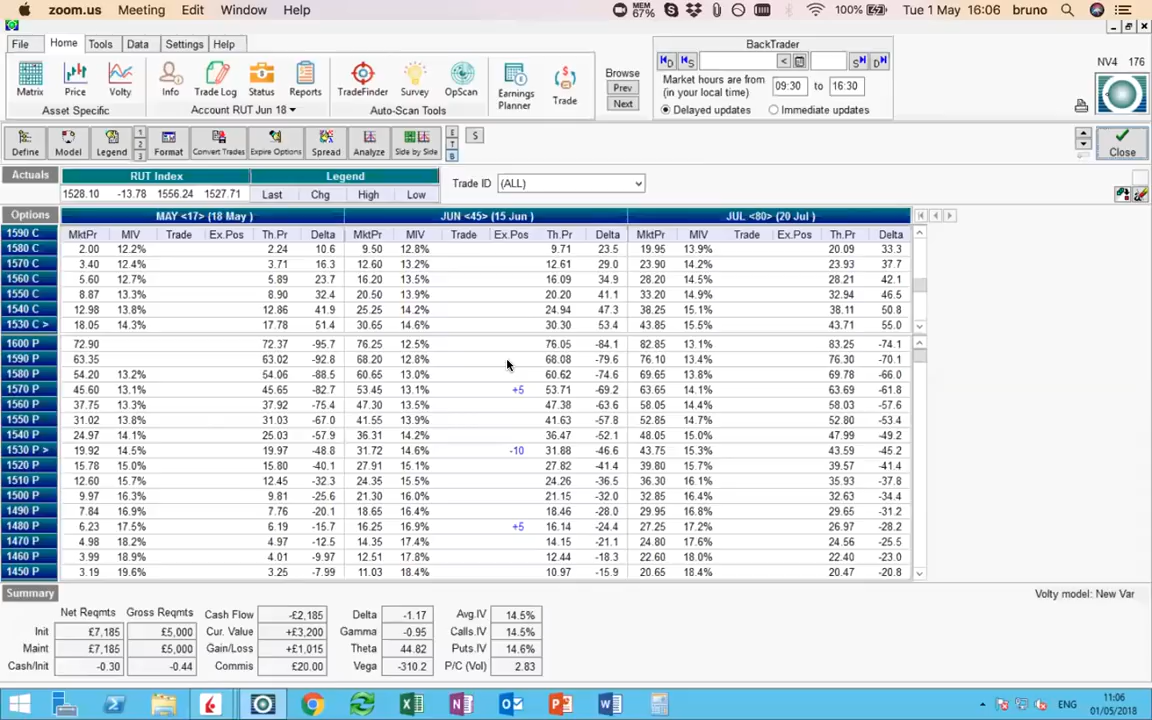 zoom.us Meeting Edit Window Help MEM 67% 100% Tue 1 May 16:06 bruno
File Home Tools Data Settings Help
BackTrader
Market hours are from (in your local time) 09:30 to 16:30
Delayed updates Immediate updates
NV4 176
Matrix Price Volty Info Trade Log Status Reports TradeFinder Survey OpScan Earnings Planner Trade
Browse Prev Next
Asset Specific Account RUT Jun 18 Auto-Scan Tools
Define Model Legend 1 2 3 Format Convert Trades Expire Options Spread Analyze Side by Side E T B S Close
Actuals RUT Index Legend Trade ID (ALL)
1528.10 -13.78 1556.24 1527.71 Last Chg High Low
Options MAY <17> (18 May ) JUN <45> (15 Jun ) JUL <80> (20 Jul )
1590 C MktPr MIV Trade Ex.Pos Th.Pr Delta MktPr MIV Trade Ex.Pos Th.Pr Delta MktPr MIV Trade Ex.Pos Th.Pr Delta
1580 C 2.00 12.2% 2.24 10.6 9.50 12.8% 9.71 23.5 19.95 13.9% 20.09 33.3
1570 C 3.40 12.4% 3.71 16.3 12.60 13.2% 12.61 29.0 23.90 14.2% 23.93 37.7
1560 C 5.60 12.7% 5.89 23.7 16.20 13.5% 16.09 34.9 28.20 14.5% 28.21 42.1
1550 C 8.87 13.3% 8.90 32.4 20.50 13.9% 20.20 41.1 33.20 14.9% 32.94 46.5
1540 C 12.98 13.8% 12.86 41.9 25.25 14.2% 24.94 47.3 38.25 15.1% 38.11 50.8
1530 C > 18.05 14.3% 17.78 51.4 30.65 14.6% 30.30 53.4 43.85 15.5% 43.71 55.0
1600 P 72.90 72.37 -95.7 76.25 12.5% 76.05 -84.1 82.85 13.1% 83.25 -74.1
1590 P 63.35 63.02 -92.8 68.20 12.8% 68.08 -79.6 76.10 13.4% 76.30 -70.1
1580 P 54.20 13.2% 54.06 -88.5 60.65 13.0% 60.62 -74.6 69.65 13.8% 69.78 -66.0
1570 P 45.60 13.1% 45.65 -82.7 53.45 13.1% +5 53.71 -69.2 63.65 14.1% 63.69 -61.8
1560 P 37.75 13.3% 37.92 -75.4 47.30 13.5% 47.38 -63.6 58.05 14.4% 58.03 -57.6
1550 P 31.02 13.8% 31.03 -67.0 41.55 13.9% 41.63 -57.8 52.85 14.7% 52.80 -53.4
1540 P 24.97 14.1% 25.03 -57.9 36.31 14.2% 36.47 -52.1 48.05 15.0% 47.99 -49.2
1530 P > 19.92 14.5% 19.97 -48.8 31.72 14.6% -10 31.88 -46.6 43.75 15.3% 43.59 -45.2
1520 P 15.78 15.0% 15.80 -40.1 27.91 15.1% 27.82 -41.4 39.80 15.7% 39.57 -41.4
1510 P 12.60 15.7% 12.45 -32.3 24.35 15.5% 24.26 -36.5 36.30 16.1% 35.93 -37.8
1500 P 9.97 16.3% 9.81 -25.6 21.30 16.0% 21.15 -32.0 32.85 16.4% 32.63 -34.4
1490 P 7.84 16.9% 7.76 -20.1 18.65 16.4% 18.46 -28.0 29.95 16.8% 29.65 -31.2
1480 P 6.23 17.5% 6.19 -15.7 16.25 16.9% +5 16.14 -24.4 27.25 17.2% 26.97 -28.2
1470 P 4.98 18.2% 4.97 -12.5 14.35 17.4% 14.15 -21.1 24.80 17.6% 24.56 -25.5
1460 P 3.99 18.9% 4.01 -9.97 12.51 17.8% 12.44 -18.3 22.60 18.0% 22.40 -23.0
1450 P 3.19 19.6% 3.25 -7.99 11.03 18.4% 10.97 -15.9 20.65 18.4% 20.47 -20.8
Summary Volty model: New Var
Net Reqmts Gross Reqmts Cash Flow -£2,185 Delta -1.17 Avg.IV 14.5%
Init £7,185 £5,000 Cur. Value +£3,200 Gamma -0.95 Calls.IV 14.5%
Maint £7,185 £5,000 Gain/Loss +£1,015 Theta 44.82 Puts.IV 14.6%
Cash/Init -0.30 -0.44 Commis £20.00 Vega -310.2 P/C (Vol) 2.83
ENG 11:06
01/05/2018